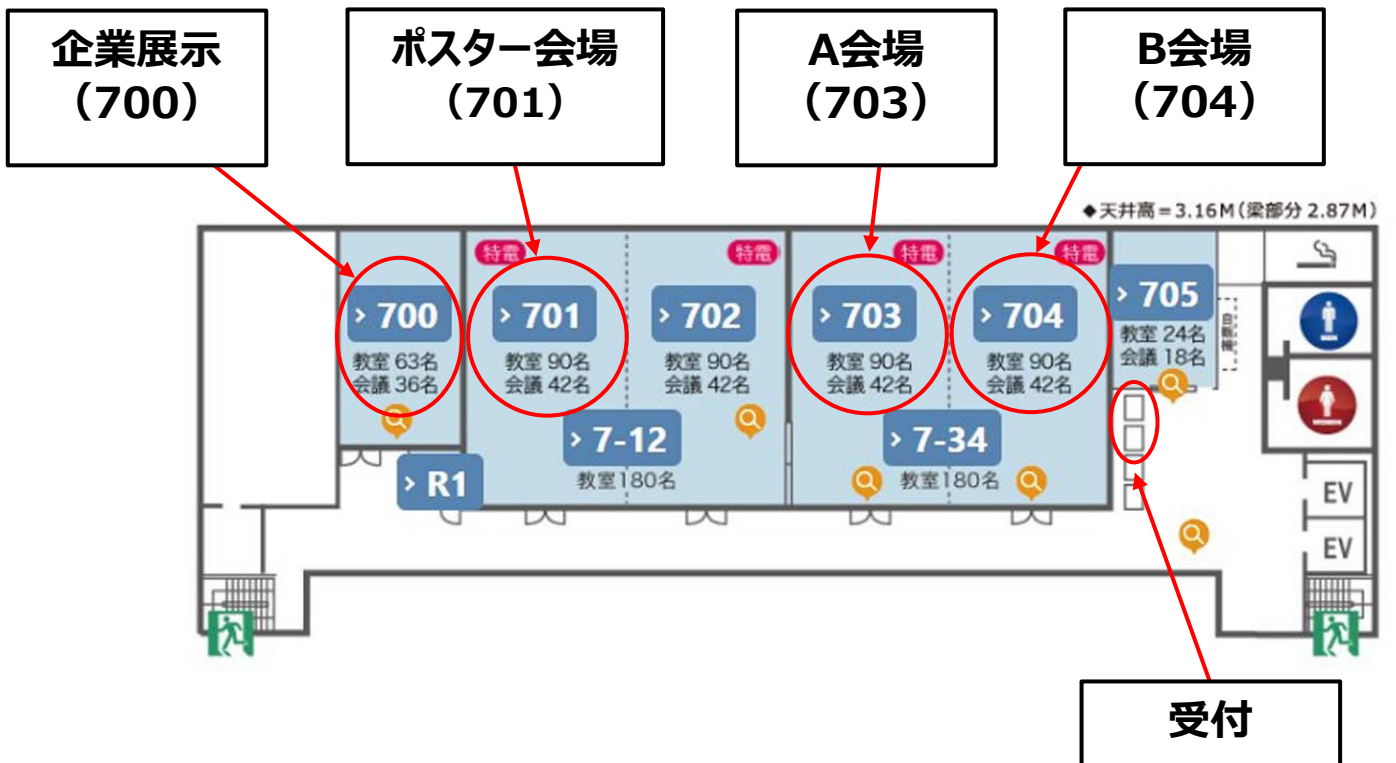 企業展示
（700）
ポスター会場
（701）
A会場
（703）
B会場
（704）
◆天井高＝3.16M（梁部分 2.87M）
特電
特電
特電
特電
> 700
教室 63名
会議 36名
> 701
教室 90名
会議 42名
> 702
教室 90名
会議 42名
> 703
教室 90名
会議 42名
> 704
教室 90名
会議 42名
> 705
教室 24名
会議 18名
自販機
> 7-12
教室180名
> 7-34
教室180名
> R1
EV
EV
受付